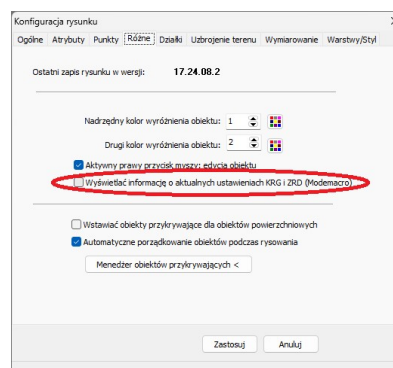 Konfiguracja rysunku
Ogólne Atrybuty Punkty Różne Działki Uzbrojenie terenu Wymiarowanie Warstwy/Styl
Ostatni zapis rysunku w wersji: 17.24.08.2
Nadrzędny kolor wyróżnienia obiektu: 1
Drugi kolor wyróżnienia obiektu: 2
Aktywny prawy przycisk myszy: edycja obiektu
Wyświetlać informację o aktualnych ustawieniach KRG i ZRD (Modemacro)
Wstawiać obiekty przykrywające dla obiektów powierzchniowych
Automatyczne porządkowanie obiektów podczas rysowania
Menedżer obiektów przykrywających <
Zastosuj Anuluj